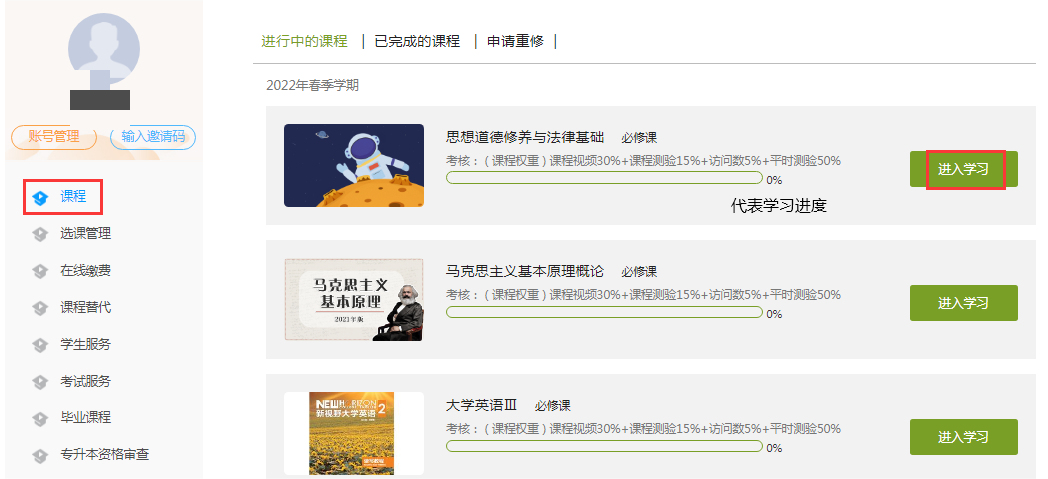 账号管理
输入邀请码
课程
选课管理
在线缴费
课程替代
学生服务
考试服务
毕业课程
专升本资格审查
进行中的课程 | 已完成的课程 | 申请重修 |
2022年春季学期
思想道德修养与法律基础 必修课
考核：（课程权重）课程视频30%+课程测验15%+访问数5%+平时测验50%
0%
进入学习
代表学习进度
马克思主义
基本原理
2021年版
马克思主义基本原理概论 必修课
考核：（课程权重）课程视频30%+课程测验15%+访问数5%+平时测验50%
0%
进入学习
新视野大学英语 2
大学英语Ⅲ 必修课
考核：（课程权重）课程视频30%+课程测验15%+访问数5%+平时测验50%
0%
进入学习